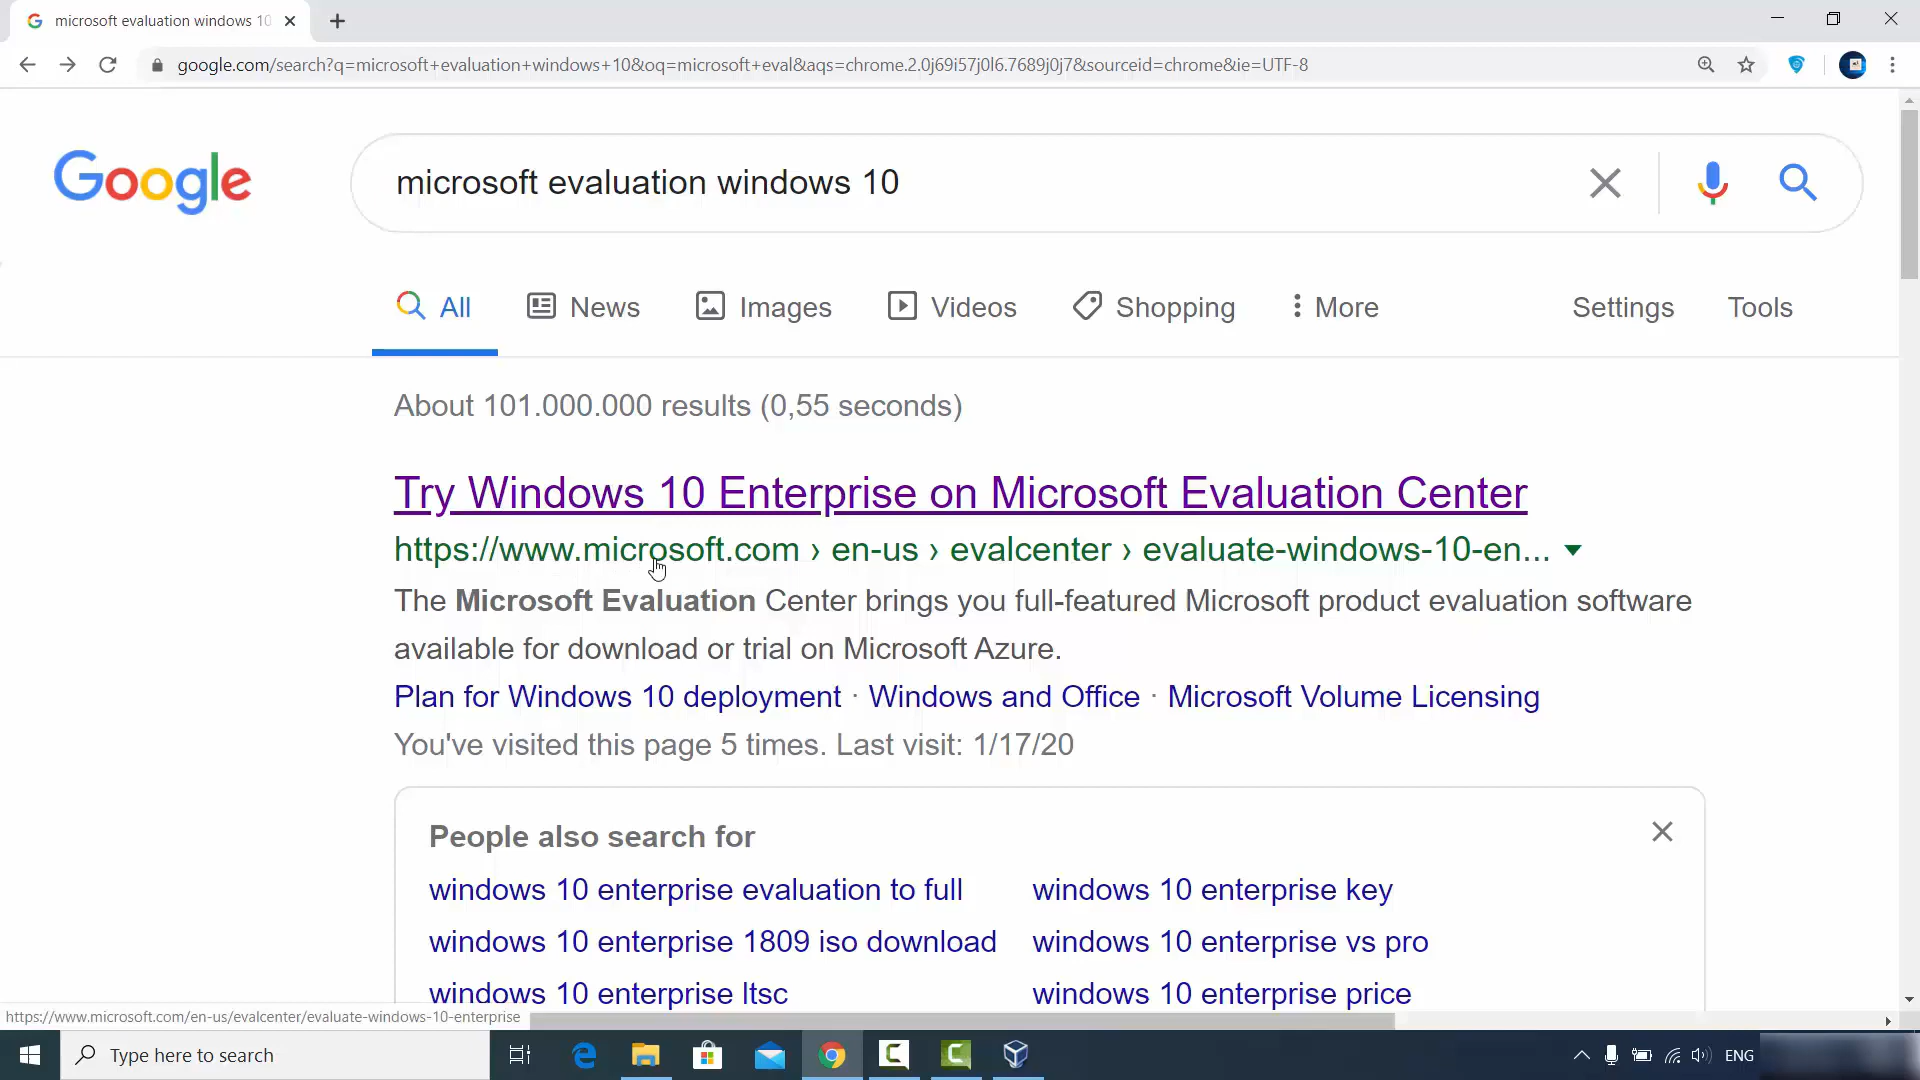 microsoft evaluation windows 10
google.com/search?q=microsoft+evaluation+windows+10&oq=microsoft+eval&aqs=chrome.2.0j69i57j0l6.7689j0j7&sourceid=chrome&ie=UTF-8
Google
microsoft evaluation windows 10
All News Images Videos Shopping More Settings Tools
About 101.000.000 results (0,55 seconds)
Try Windows 10 Enterprise on Microsoft Evaluation Center
https://www.microsoft.com › en-us › evalcenter › evaluate-windows-10-en...
The Microsoft Evaluation Center brings you full-featured Microsoft product evaluation software
available for download or trial on Microsoft Azure.
Plan for Windows 10 deployment · Windows and Office · Microsoft Volume Licensing
You've visited this page 5 times. Last visit: 1/17/20
People also search for
windows 10 enterprise evaluation to full windows 10 enterprise key
windows 10 enterprise 1809 iso download windows 10 enterprise vs pro
windows 10 enterprise ltsc windows 10 enterprise price
https://www.microsoft.com/en-us/evalcenter/evaluate-windows-10-enterprise
Type here to search
ENG